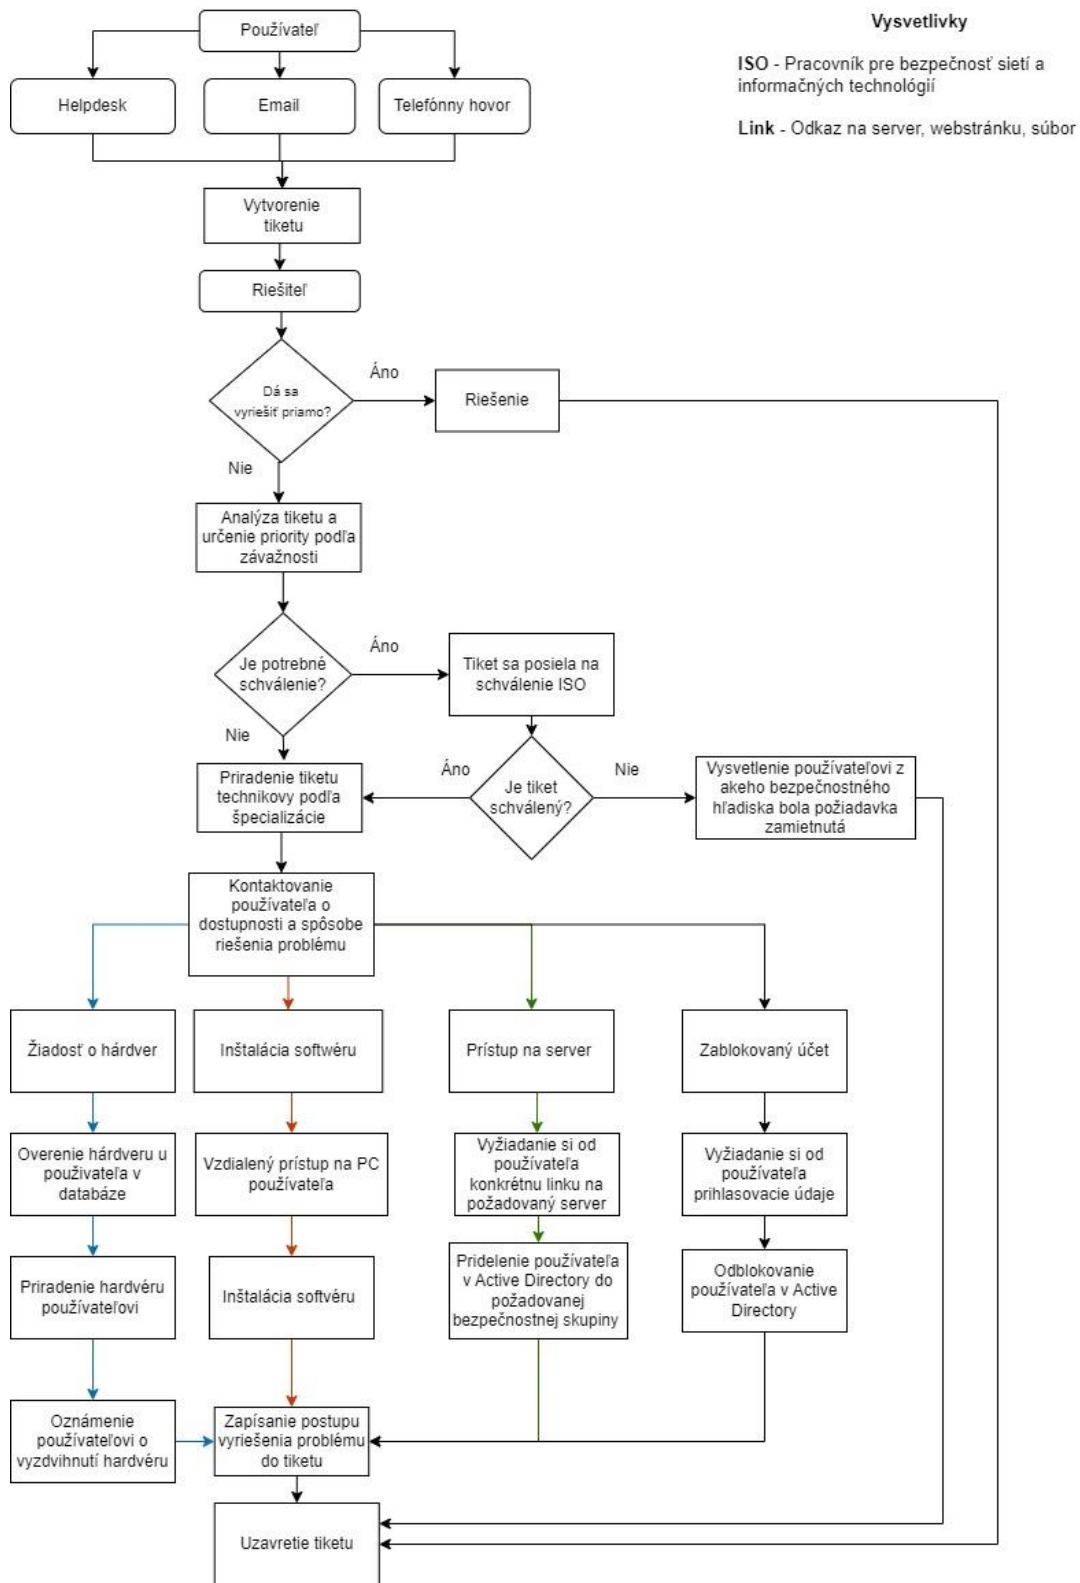 Vysvetlivky
ISO - Pracovník pre bezpečnosť sietí a
informačných technológií
Link - Odkaz na server, webstránku, súbor
Používateľ
Helpdesk
Email
Telefónny hovor
Vytvorenie
tiketu
Riešiteľ
Dá sa
vyriešiť priamo?
Áno
Riešenie
Nie
Analýza tiketu a
určenie priority podľa
závažnosti
Je potrebné
schválenie?
Áno
Tiket sa posiela na
schválenie ISO
Nie
Priradenie tiketu
technikovy podľa
špecializácie
Áno
Je tiket
schválený?
Nie
Vysvetlenie používateľovi z
akeho bezpečnostného
hľadiska bola požiadavka
zamietnutá
Kontaktovanie
používateľa o
dostupnosti a spôsobe
riešenia problému
Žiadosť o hárdver
Inštalácia softwéru
Prístup na server
Zablokovaný účet
Overenie hárdveru u
použivateľa v
databáze
Vzdialený prístup na PC
používateľa
Vyžiadanie si od
používateľa
konkrétnu linku na
požadovaný server
Vyžiadanie si od
používateľa
prihlasovacie údaje
Priradenie hardvéru
používateľovi
Inštalácia softvéru
Pridelenie používateľa
v Active Directory do
požadovanej
bezpečnostnej skupiny
Odblokovanie
používateľa v Active
Directory
Oznámenie
používateľovi o
vyzdvihnutí hardvéru
Zapísanie postupu
vyriešenia problému
do tiketu
Uzavretie tiketu